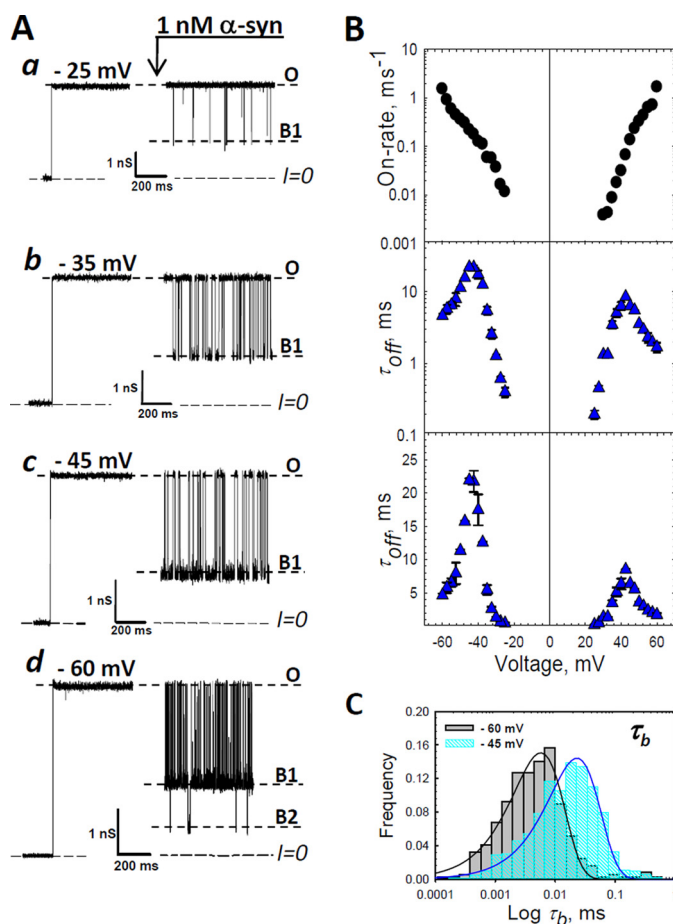 A
1 nM α-syn
a
- 25 mV
O
B1
1 nS
200 ms
I=0
b
- 35 mV
O
B1
1 nS
200 ms
I=0
c
- 45 mV
O
B1
1 nS
200 ms
I=0
d
- 60 mV
O
B1
B2
1 nS
200 ms
I=0
B
On-rate, ms-1
10
1
0.1
0.01
0.001
τoff, ms
10
1
0.1
τoff, ms
25
20
15
10
5
-60 -40 -20 0 20 40 60
Voltage, mV
C
Frequency
0.20
0.16
0.12
0.08
0.04
0.00
- 60 mV
- 45 mV
τb
0.0001 0.001 0.01 0.1 1
Log τb, ms